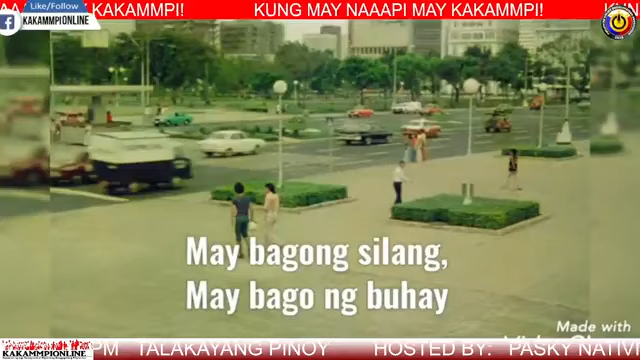 Like/Follow
KAKAMMPIONLINE
KAKAMMPI!
KUNG MAY NAAAPI MAY KAKAMMPI!
May bagong silang,
May bago ng buhay
Made with
KAKAMMPIONLINE
PM TALAKAYANG PINOY
HOSTED BY: PASKY NATIVI